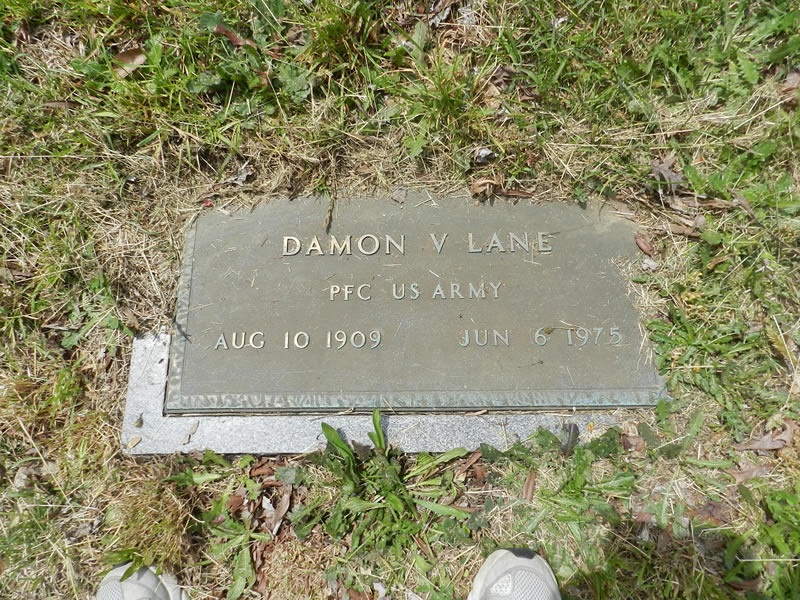 DAMON V LANE
PFC US ARMY
AUG 10 1909 JUN 6 1975